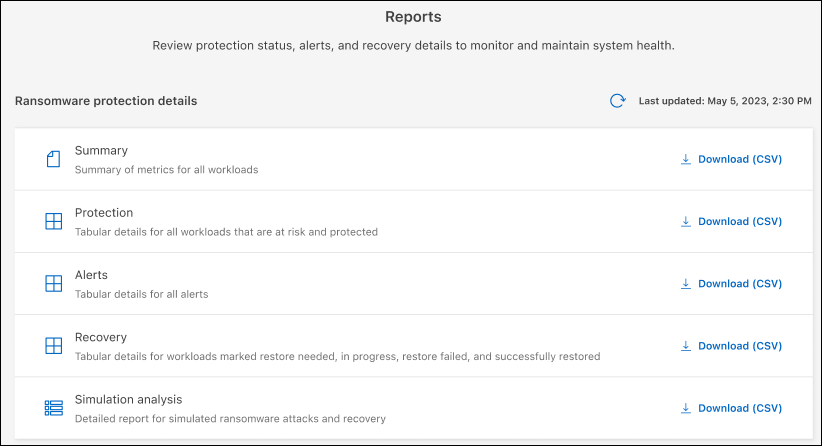 Reports
Review protection status, alerts, and recovery details to monitor and maintain system health.
Ransomware protection details
Last updated: May 5, 2023, 2:30 PM
Summary
Summary of metrics for all workloads
Download (CSV)
Protection
Tabular details for all workloads that are at risk and protected
Download (CSV)
Alerts
Tabular details for all alerts
Download (CSV)
Recovery
Tabular details for workloads marked restore needed, in progress, restore failed, and successfully restored
Download (CSV)
Simulation analysis
Detailed report for simulated ransomware attacks and recovery
Download (CSV)